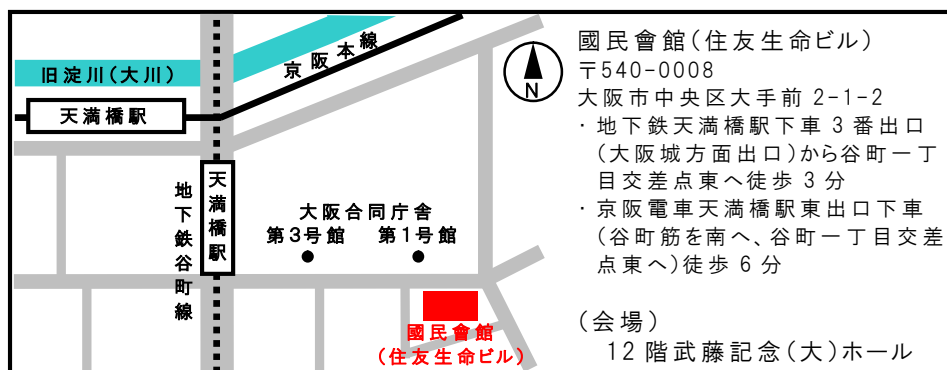 旧淀川(大川)
京阪本線
天満橋駅
天満橋駅
地下鉄谷町線
大阪合同庁舎
第3号館 第1号館
國民會館
(住友生命ビル)
N
國民會館(住友生命ビル)
〒540-0008
大阪市中央区大手前 2-1-2
・地下鉄天満橋駅下車 3 番出口
(大阪城方面出口)から谷町一丁
目交差点東へ徒歩 3 分
・京阪電車天満橋駅東出口下車
(谷町筋を南へ、谷町一丁目交差
点東へ)徒歩 6 分
(会場)
12 階武藤記念(大)ホール